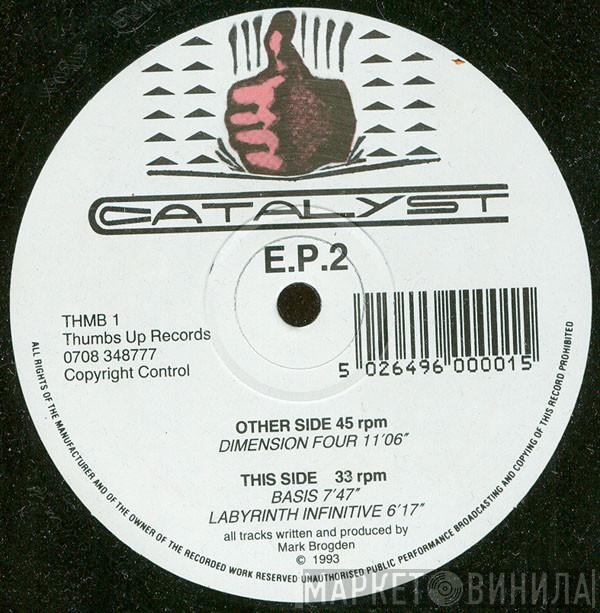 CATALYST
E.P.2
THMB 1
Thumbs Up Records
0708 348777
Copyright Control
5 026496 000015
OTHER SIDE 45 rpm
DIMENSION FOUR 11'06"
THIS SIDE 33 rpm
BASIS 7'47"
LABYRINTH INFINITIVE 6'17"
all tracks written and produced by
Mark Brogden
© 1993
ALL RIGHTS OF THE MANUFACTURER AND OF THE OWNER OF THE RECORDED WORK RESERVED UNAUTHORISED PUBLIC PERFORMANCE BROADCASTING AND COPYING OF THIS RECORD PROHIBITED
МАРКЕТ ВИНИЛА